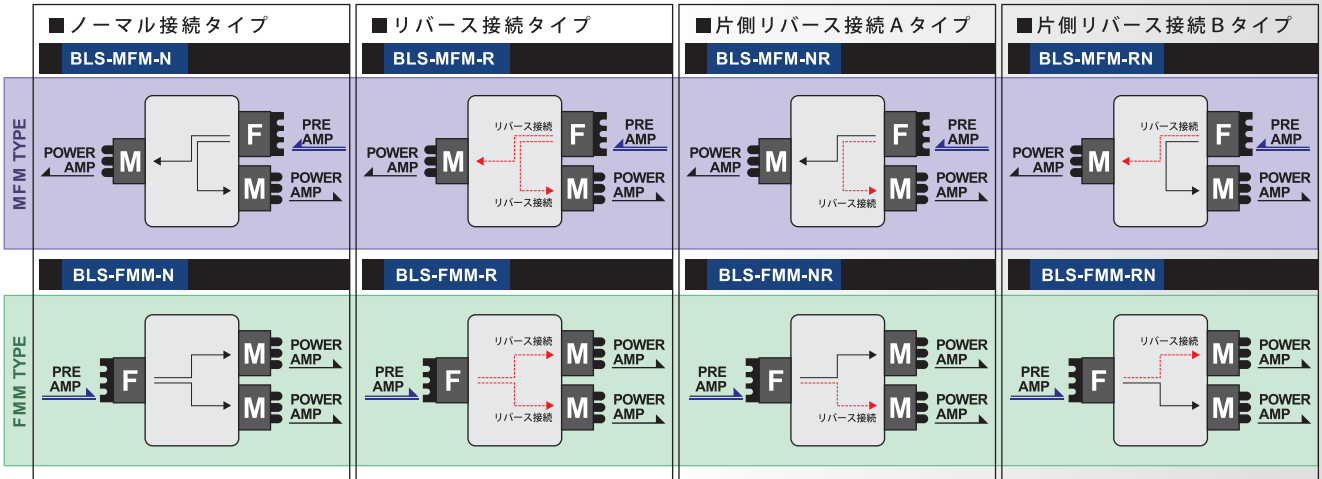 ■ノーマル接続タイプ
BLS-MFM-N
■リバース接続タイプ
BLS-MFM-R
■片側リバース接続Aタイプ
BLS-MFM-NR
■片側リバース接続Bタイプ
BLS-MFM-RN
MFM TYPE
POWER
AMP
M
F
PRE
AMP
M
POWER
AMP
POWER
AMP
M
リバース接続
F
PRE
AMP
リバース接続
M
POWER
AMP
POWER
AMP
M
F
PRE
AMP
リバース接続
M
POWER
AMP
POWER
AMP
M
リバース接続
F
PRE
AMP
M
POWER
AMP
BLS-FMM-N
BLS-FMM-R
BLS-FMM-NR
BLS-FMM-RN
FMM TYPE
PRE
AMP
F
M
POWER
AMP
M
POWER
AMP
PRE
AMP
F
リバース接続
M
POWER
AMP
リバース接続
M
POWER
AMP
PRE
AMP
F
M
POWER
AMP
リバース接続
M
POWER
AMP
PRE
AMP
F
リバース接続
M
POWER
AMP
M
POWER
AMP